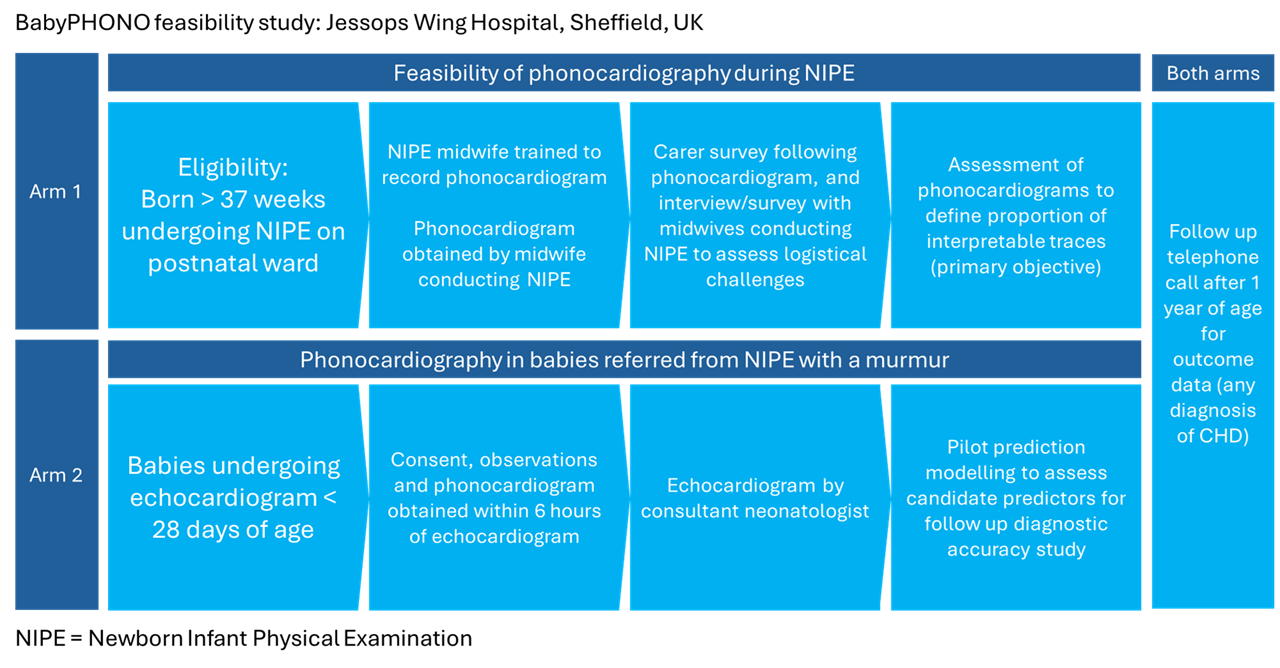 BabyPHONO feasibility study: Jessops Wing Hospital, Sheffield, UK
Arm 1
Feasibility of phonocardiography during NIPE
Eligibility:
Born > 37 weeks
undergoing NIPE on
postnatal ward
NIPE midwife trained to
record phonocardiogram
Phonocardiogram
obtained by midwife
conducting NIPE
Carer survey following
phonocardiogram, and
interview/survey with
midwives conducting
NIPE to assess logistical
challenges
Assessment of
phonocardiograms to
define proportion of
interpretable traces
(primary objective)
Arm 2
Phonocardiography in babies referred from NIPE with a murmur
Babies undergoing
echocardiogram <
28 days of age
Consent, observations
and phonocardiogram
obtained within 6 hours
of echocardiogram
Echocardiogram by
consultant neonatologist
Pilot prediction
modelling to assess
candidate predictors for
follow up diagnostic
accuracy study
Both arms
Follow up
telephone
call after 1
year of age
for
outcome
data (any
diagnosis
of CHD)
NIPE = Newborn Infant Physical Examination